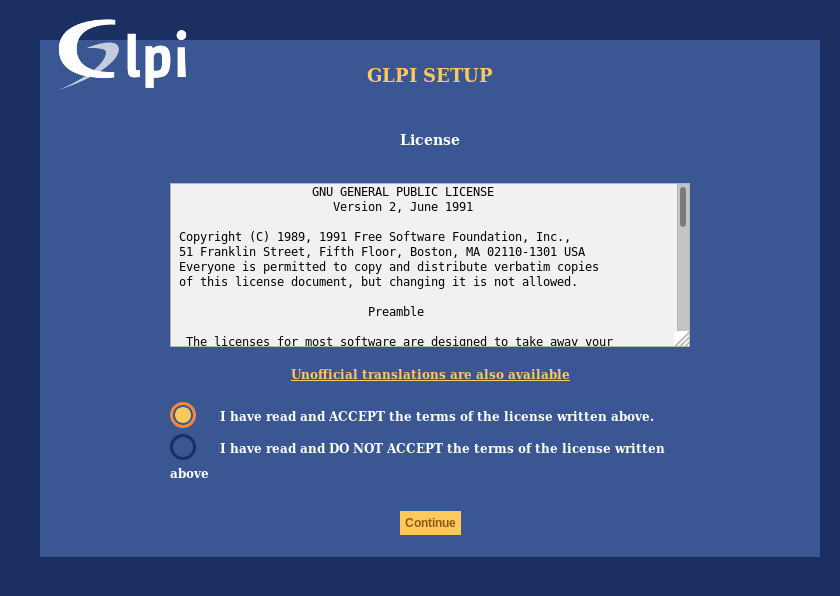 Glpi
GLPI SETUP
License
GNU GENERAL PUBLIC LICENSE
Version 2, June 1991
Copyright (C) 1989, 1991 Free Software Foundation, Inc.,
51 Franklin Street, Fifth Floor, Boston, MA 02110-1301 USA
Everyone is permitted to copy and distribute verbatim copies
of this license document, but changing it is not allowed.
Preamble
The licenses for most software are designed to take away your
Unofficial translations are also available
I have read and ACCEPT the terms of the license written above.
I have read and DO NOT ACCEPT the terms of the license written
above
Continue